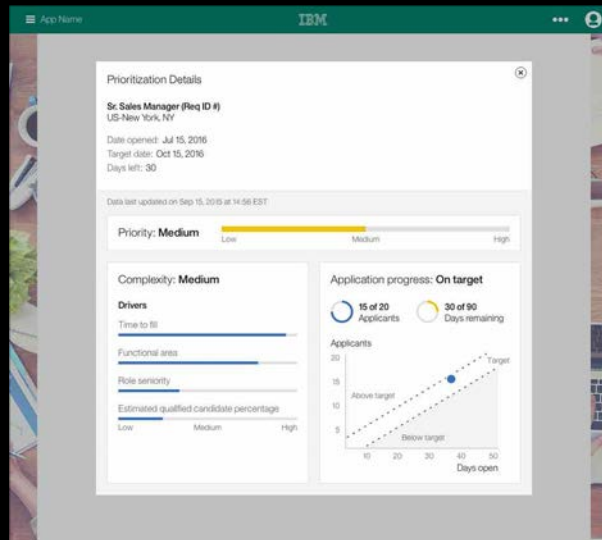 App Name
IBM
Prioritization Details
Sr. Sales Manager (Req ID #)
US-New York, NY
Date opened: Jul 15, 2016
Target date: Oct 15, 2016
Days left: 30
Data last updated on Sep 15, 2015 at 14:56 EST
Priority: Medium
Low Medium High
Complexity: Medium
Drivers
Time to fill
Functional area
Role seniority
Estimated qualified candidate percentage
Low Medium High
Application progress: On target
15 of 20
Applicants
30 of 90
Days remaining
Applicants
20
15
10
5
Target
Above target
Below target
10 20 30 40 50
Days open